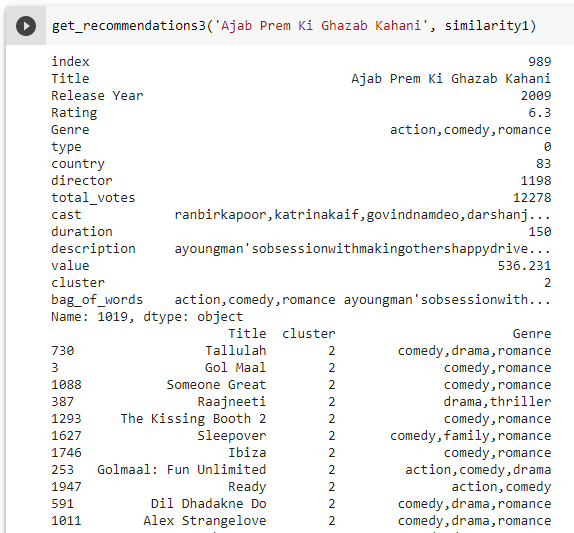 get_recommendations3('Ajab Prem Ki Ghazab Kahani', similarity1)
index 989
Title Ajab Prem Ki Ghazab Kahani
Release Year 2009
Rating 6.3
Genre action,comedy,romance
type 0
country 83
director 1198
total_votes 12278
cast ranbirkapoor,katrinakaif,govindnamdeo,darshanj...
duration 150
description ayoungman'sobsessionwithmakingothershappydrive...
value 536.231
cluster 2
bag_of_words action,comedy,romance ayoungman'sobsessionwith...
Name: 1019, dtype: object
Title cluster Genre
730 Tallulah 2 comedy,drama,romance
3 Gol Maal 2 comedy,romance
1088 Someone Great 2 comedy,romance
387 Raajneeti 2 drama,thriller
1293 The Kissing Booth 2 2 comedy,romance
1627 Sleepover 2 comedy,family,romance
1746 Ibiza 2 comedy,romance
253 Golmaal: Fun Unlimited 2 action,comedy,drama
1947 Ready 2 action,comedy
591 Dil Dhadakne Do 2 comedy,drama,romance
1011 Alex Strangelove 2 comedy,drama,romance